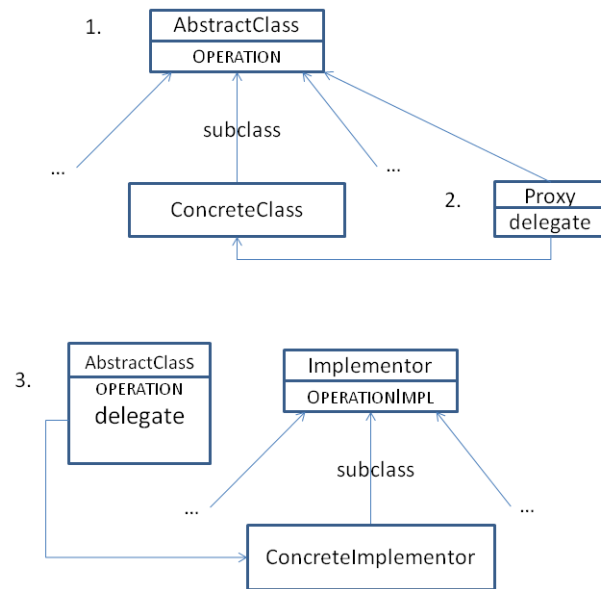 1.
AbstractClass
OPERATION
subclass
...
...
ConcreteClass
2.
Proxy
delegate
3.
AbstractClass
OPERATION
delegate
Implementor
OPERATIONIMPL
subclass
...
...
ConcreteImplementor